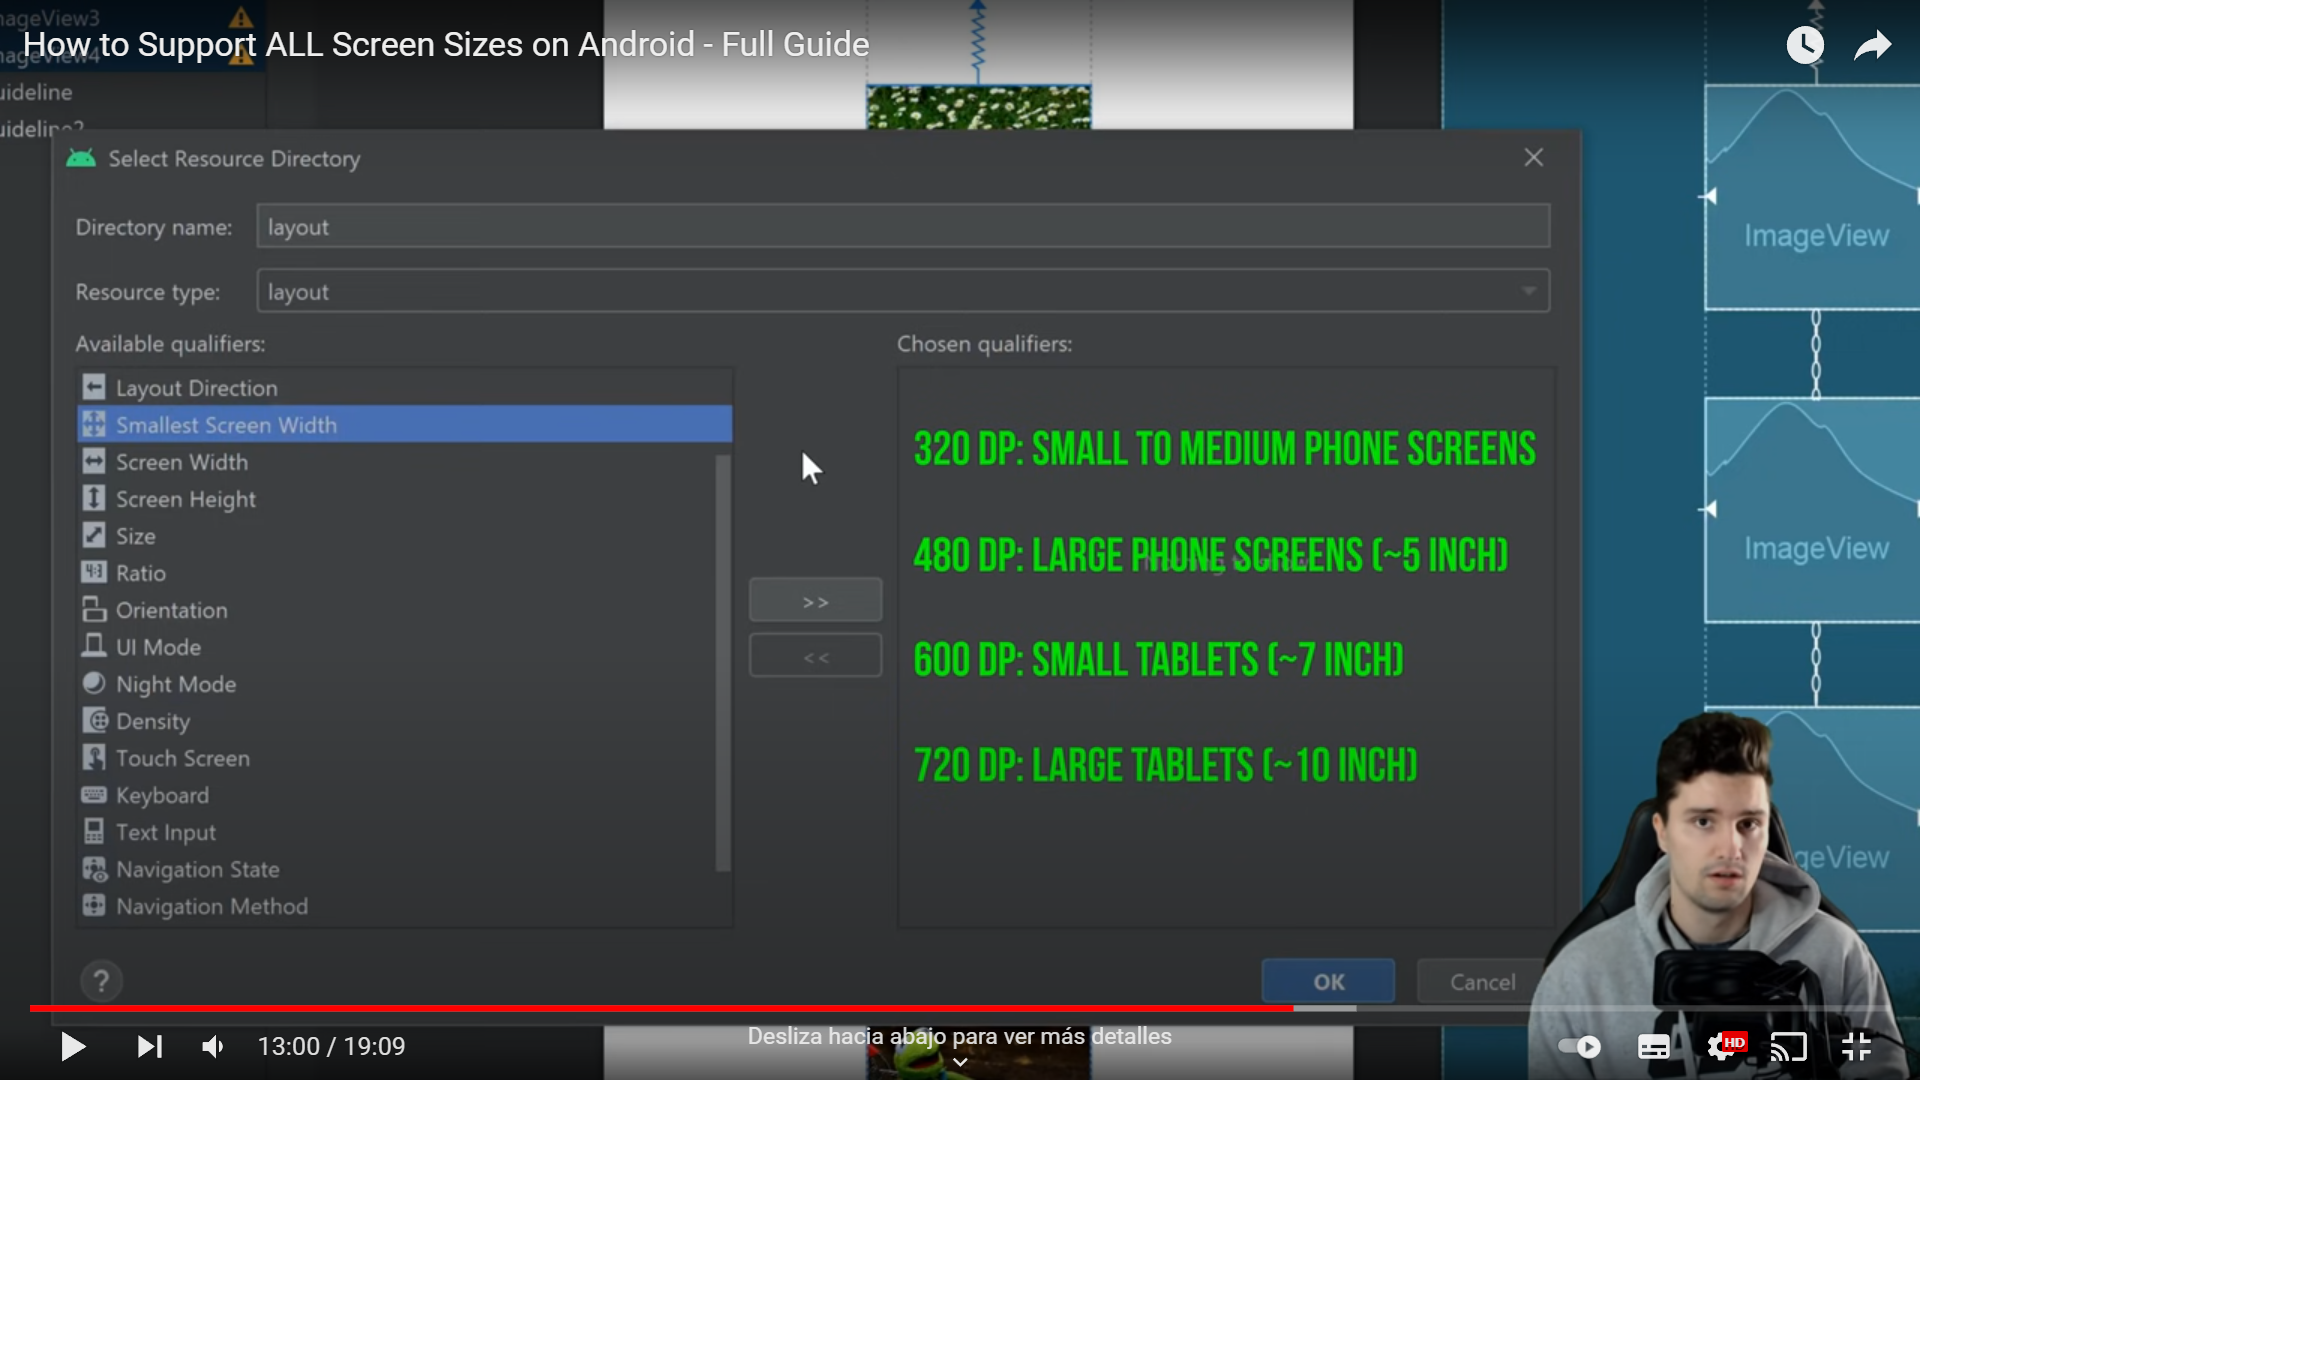 ImageView3
How to Support ALL Screen Sizes on Android - Full Guide
uideline
Select Resource Directory
Directory name: layout
Resource type: layout
Available qualifiers:
Chosen qualifiers:
Layout Direction
Smallest Screen Width
Screen Width
Screen Height
Size
Ratio
Orientation
UI Mode
Night Mode
Density
Touch Screen
Keyboard
Text Input
Navigation State
Navigation Method
>>
<<
320 DP: SMALL TO MEDIUM PHONE SCREENS
480 DP: LARGE PHONE SCREENS (~5 INCH)
600 DP: SMALL TABLETS (~7 INCH)
720 DP: LARGE TABLETS (~10 INCH)
ImageView
ImageView
geView
?
OK
Cancel
13:00 / 19:09
Desliza hacia abajo para ver más detalles
HD